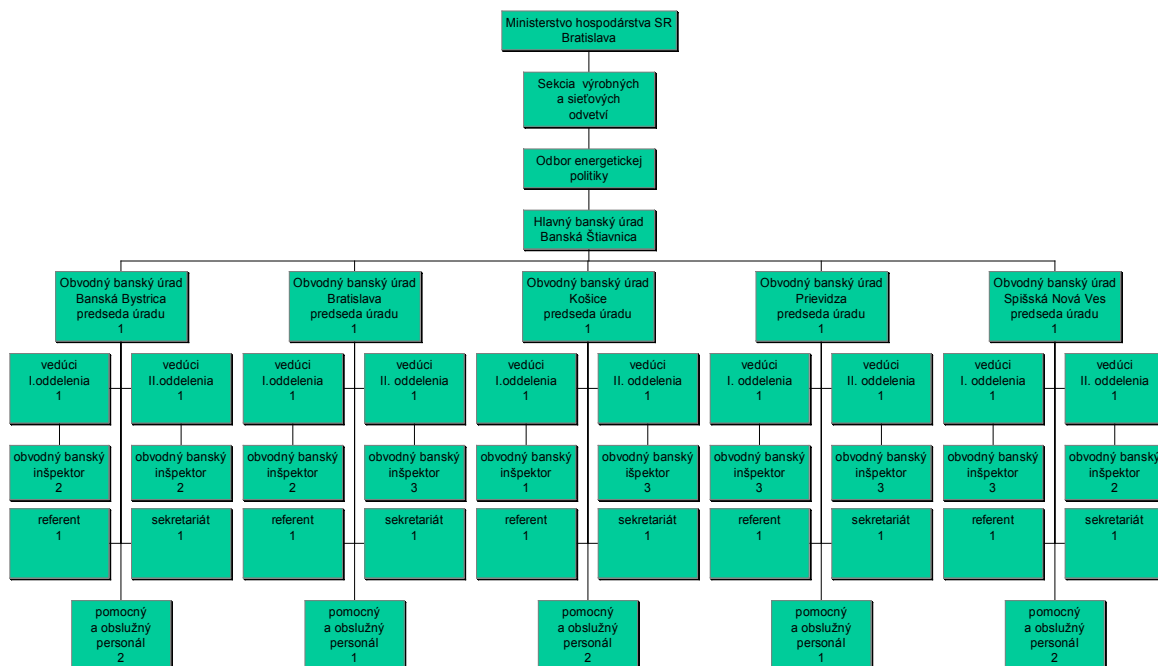 Ministerstvo hospodárstva SR
Bratislava
Sekcia výrobných
a sieťových
odvetví
Odbor energetickej
politiky
Hlavný banský úrad
Banská Štiavnica
Obvodný banský úrad
Banská Bystrica
predseda úradu
1
Obvodný banský úrad
Bratislava
predseda úradu
1
Obvodný banský úrad
Košice
predseda úradu
1
Obvodný banský úrad
Prievidza
predseda úradu
1
Obvodný banský úrad
Spišská Nová Ves
predseda úradu
1
vedúci
I.oddelenia
1
vedúci
II.oddelenia
1
vedúci
I.oddelenia
1
vedúci
II. oddelenia
1
vedúci
I.oddelenia
1
vedúci
II. oddelenia
1
vedúci
I. oddelenia
1
vedúci
II. oddelenia
1
vedúci
I. oddelenia
1
vedúci
II. oddelenia
1
obvodný banský
inšpektor
2
obvodný banský
inšpektor
2
obvodný banský
inšpektor
2
obvodný banský
inšpektor
3
obvodný banský
inšpektor
1
obvodný banský
išpektor
3
obvodný banský
inšpektor
3
obvodný banský
inšpektor
3
obvodný banský
inšpektor
3
obvodný banský
inšpektor
2
referent
1
sekretariát
1
referent
1
sekretariát
1
referent
1
sekretariát
1
referent
1
sekretariát
1
referent
1
sekretariát
1
pomocný
a obslužný
personál
2
pomocný
a obslužný
personál
1
pomocný
a obslužný
personál
2
pomocný
a obslužný
personál
1
pomocný
a obslužný
personál
2